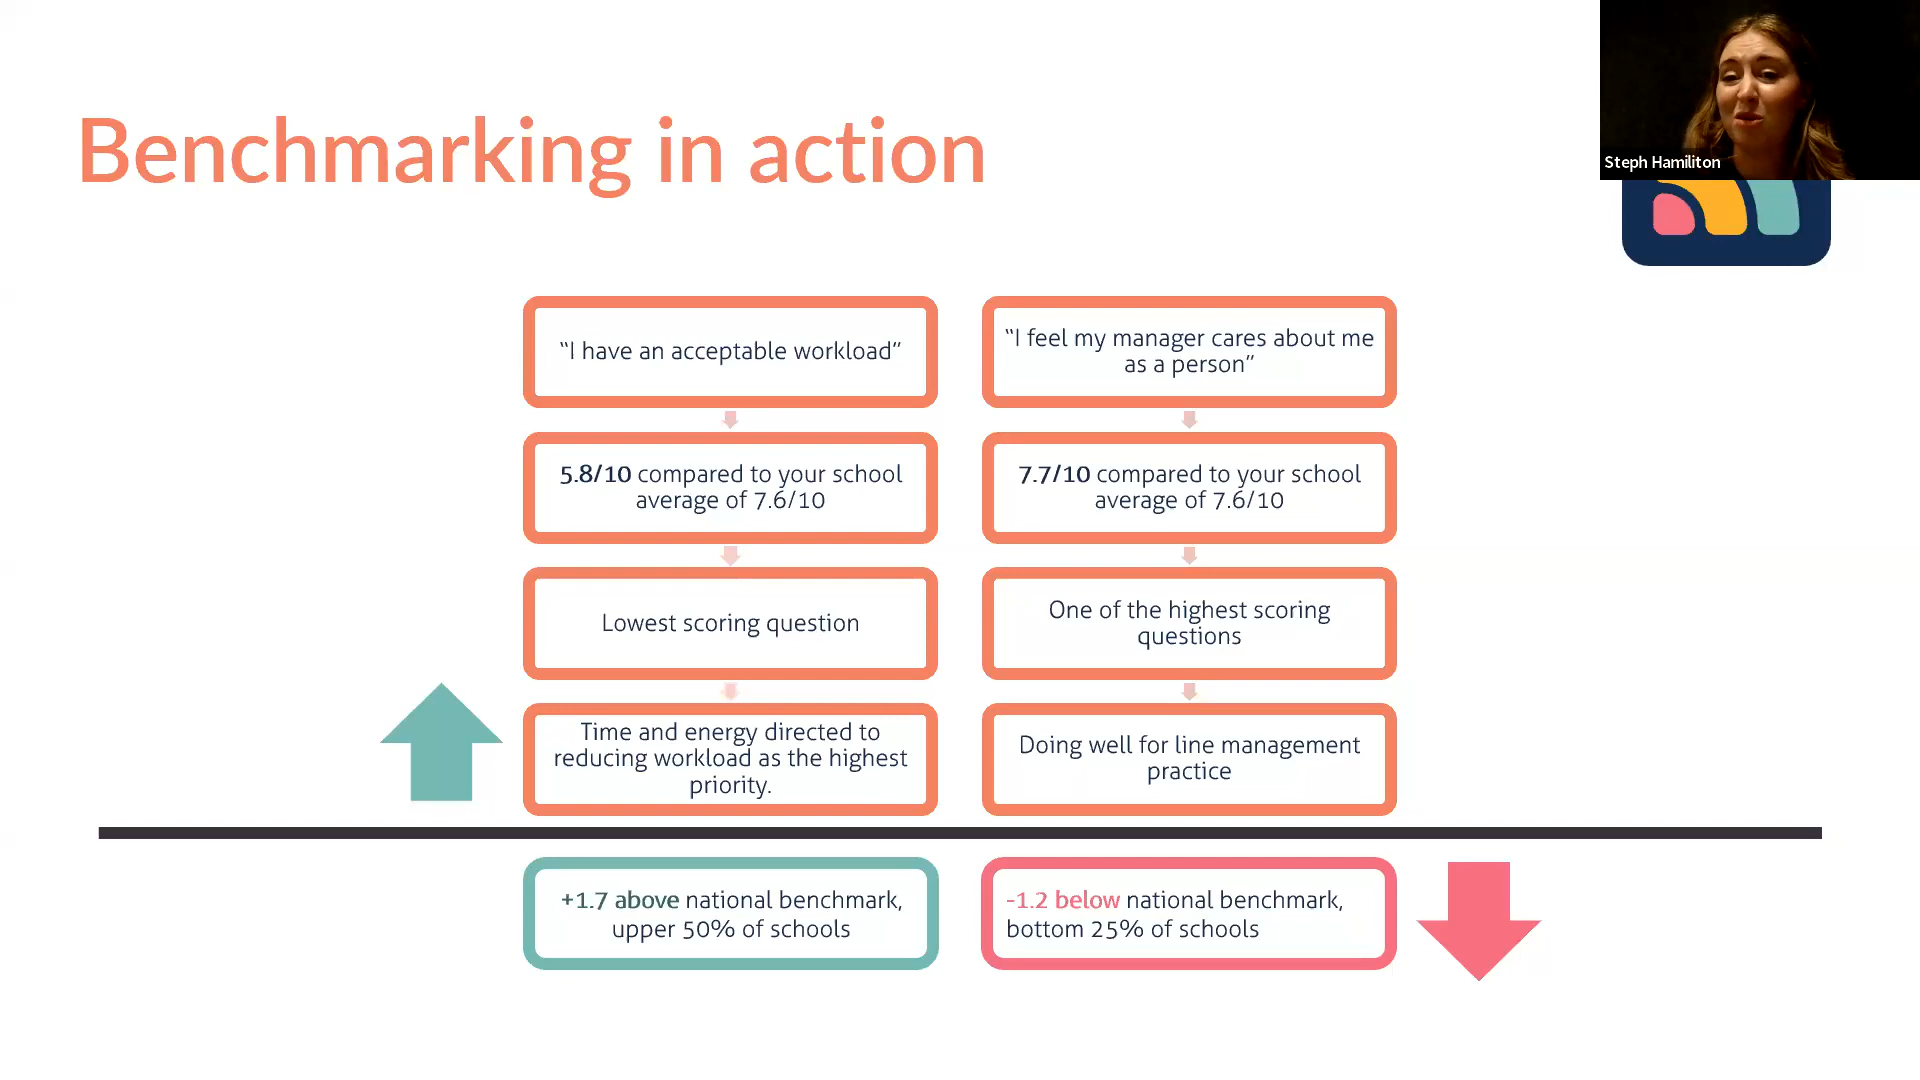 Benchmarking in action
Steph Hamiliton
“I have an acceptable workload”
5.8/10 compared to your school
average of 7.6/10
Lowest scoring question
Time and energy directed to
reducing workload as the highest
priority.
+1.7 above national benchmark,
upper 50% of schools
“I feel my manager cares about me
as a person”
7.7/10 compared to your school
average of 7.6/10
One of the highest scoring
questions
Doing well for line management
practice
-1.2 below national benchmark,
bottom 25% of schools